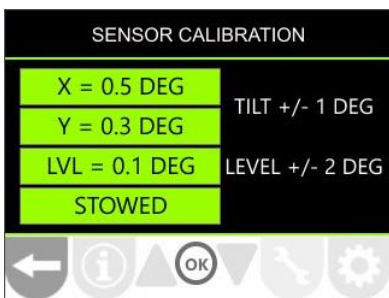 SENSOR CALIBRATION
X = 0.5 DEG
Y = 0.3 DEG
TILT +/- 1 DEG
LVL = 0.1 DEG
LEVEL +/- 2 DEG
STOWED
OK